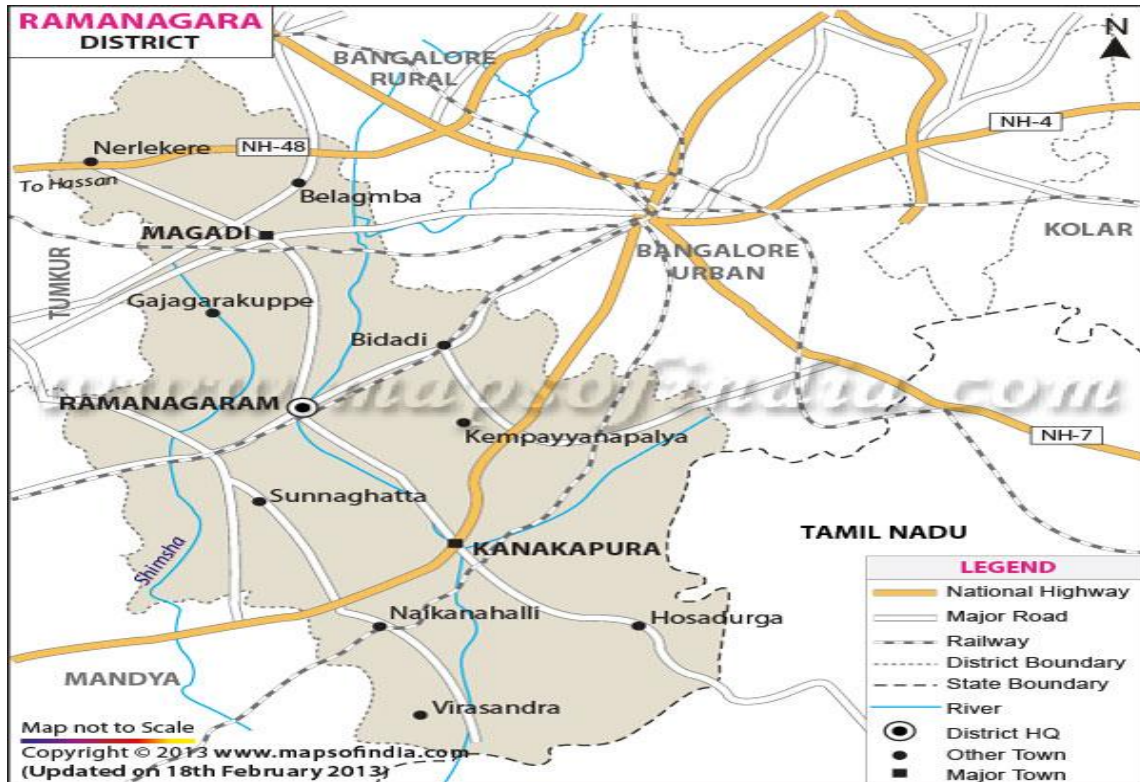 RAMANAGARA
DISTRICT
N
BANGALORE
RURAL
NH-4
Nerlekere
NH-48
To Hassan
Belagmba
MAGADI
KOLAR
BANGALORE
URBAN
TUMKUR
Gajagarakuppe
Bidadi
www.mapsofindia.com
RAMANAGARAM
Kempayyanapalya
NH-7
Sunnaghatta
Shimsha
KANAKAPURA
TAMIL NADU
Naikanahalli
Hosadurga
MANDYA
Virasandra
LEGEND
National Highway
Major Road
Railway
District Boundary
State Boundary
River
District HQ
Other Town
Major Town
Map not to Scale
Copyright © 2013 www.mapsofindia.com
(Updated on 18th February 2013)